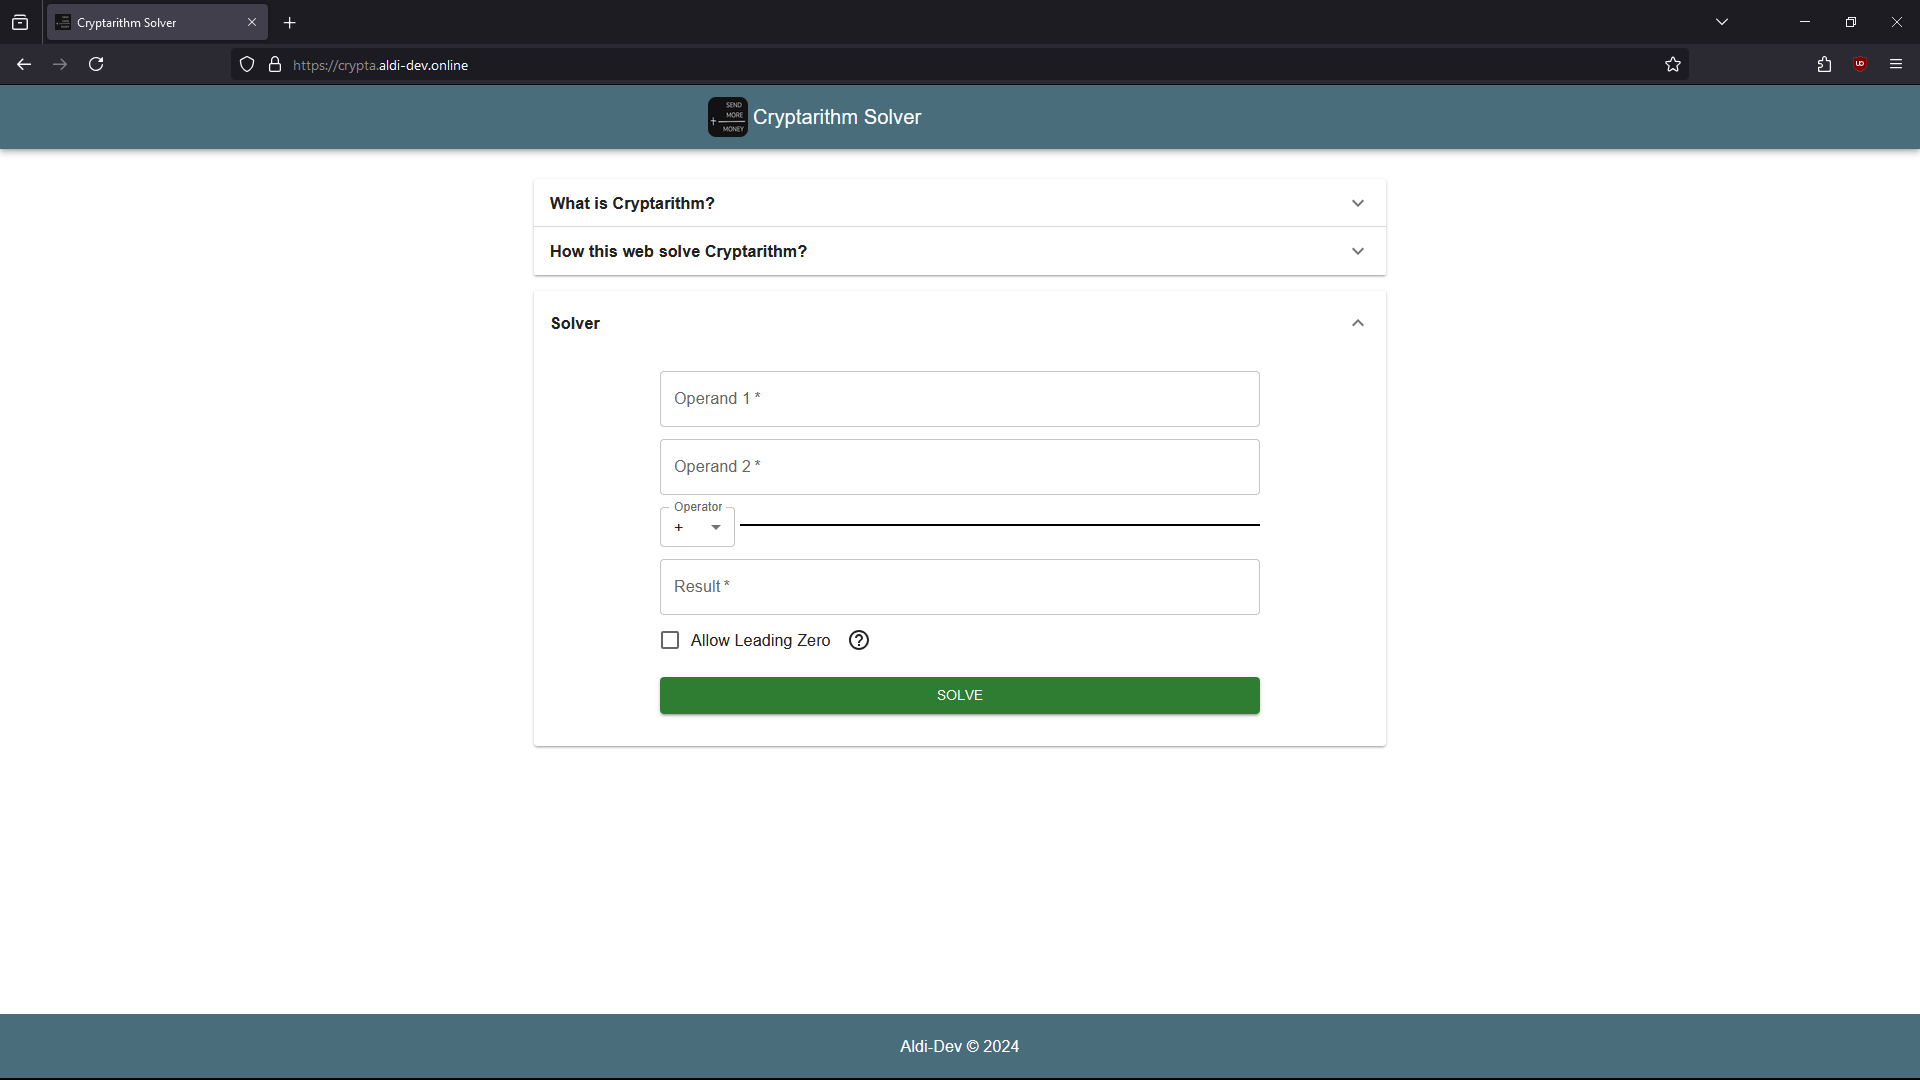 Cryptarithm Solver
https://crypta.aldi-dev.online
SEND
MORE
+
MONEY
Cryptarithm Solver
What is Cryptarithm?
How this web solve Cryptarithm?
Solver
Operand 1 *
Operand 2 *
Operator
+
Result *
Allow Leading Zero ?
SOLVE
Aldi-Dev © 2024